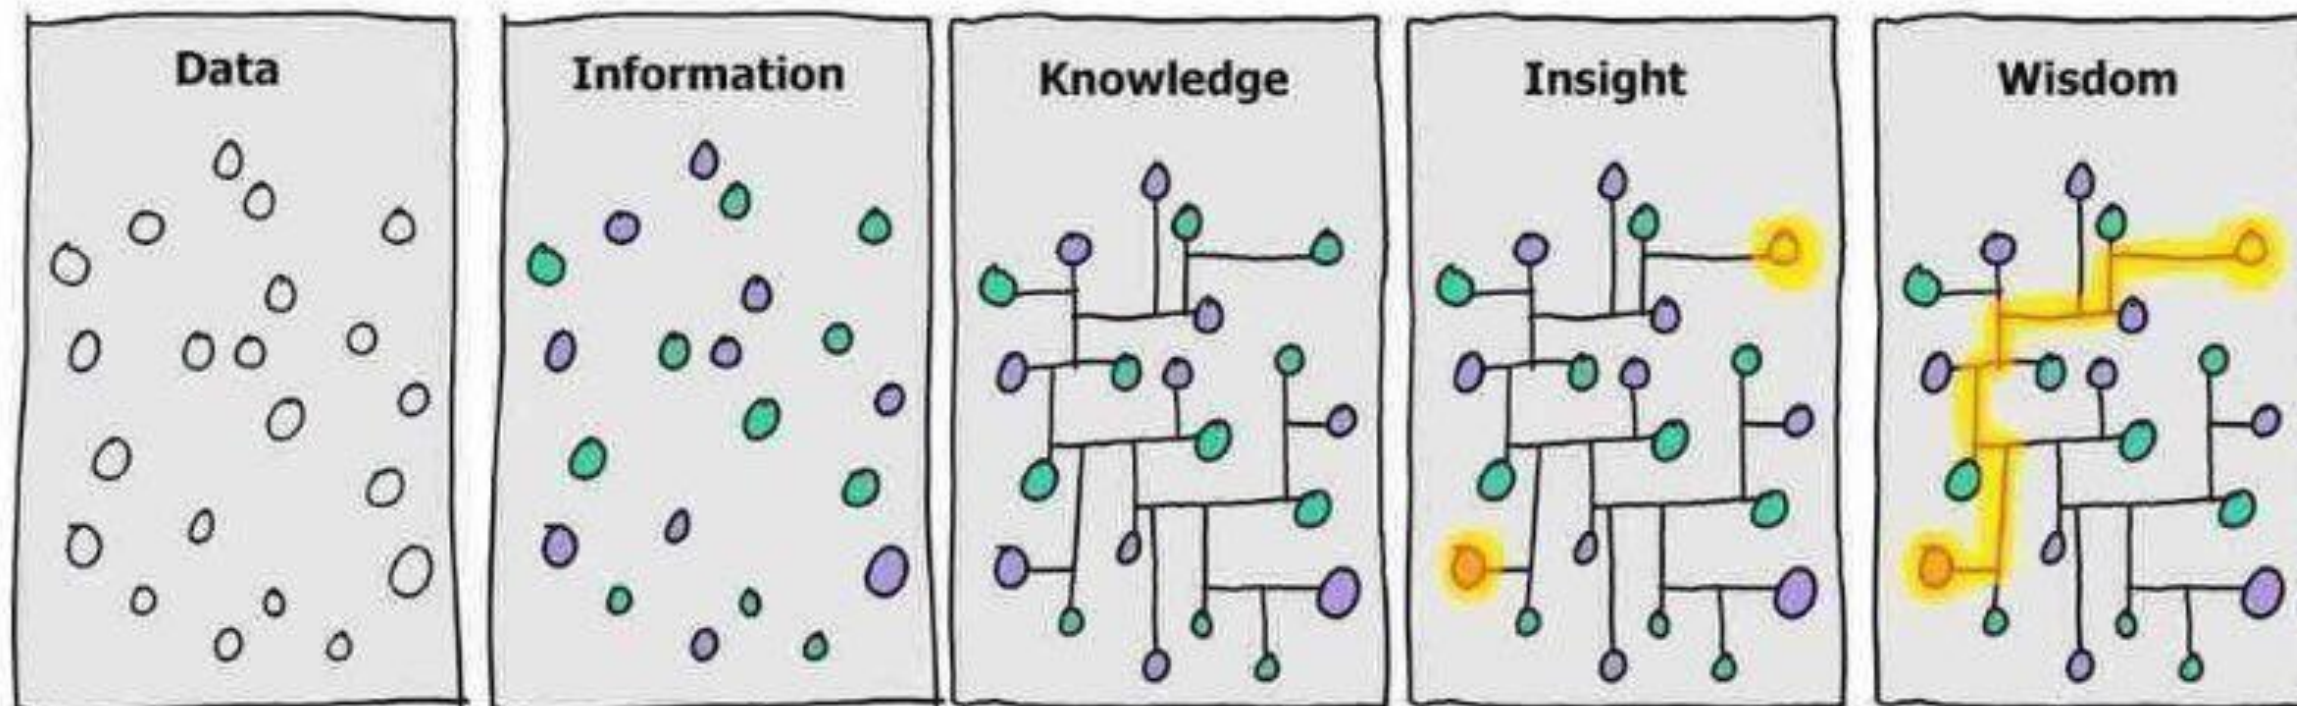 Data
Information
Knowledge
Insight
Wisdom